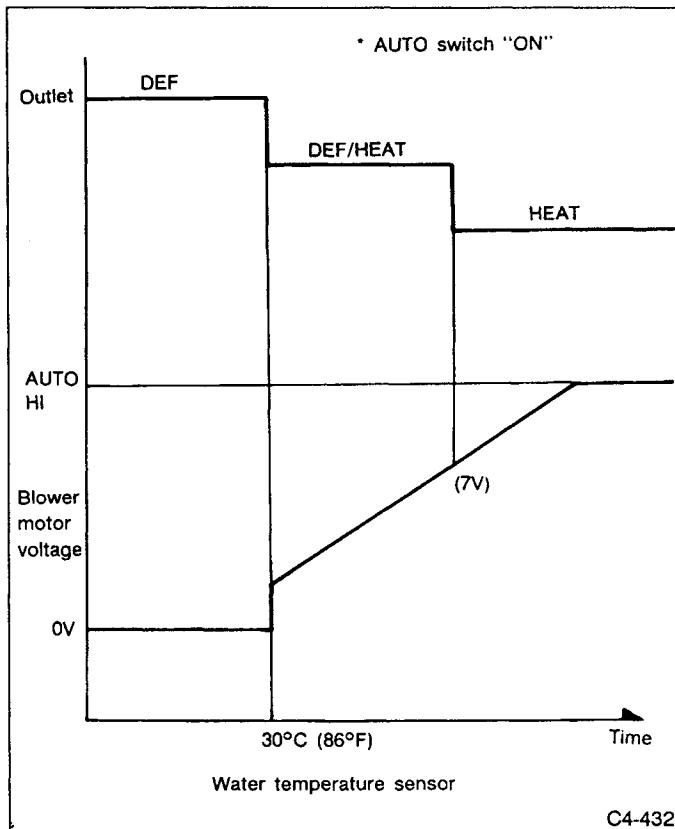 * AUTO switch "ON"
Outlet
DEF
DEF/HEAT
HEAT
AUTO
HI
(7V)
Blower
motor
voltage
0V
30°C (86°F)
Time
Water temperature sensor
C4-432